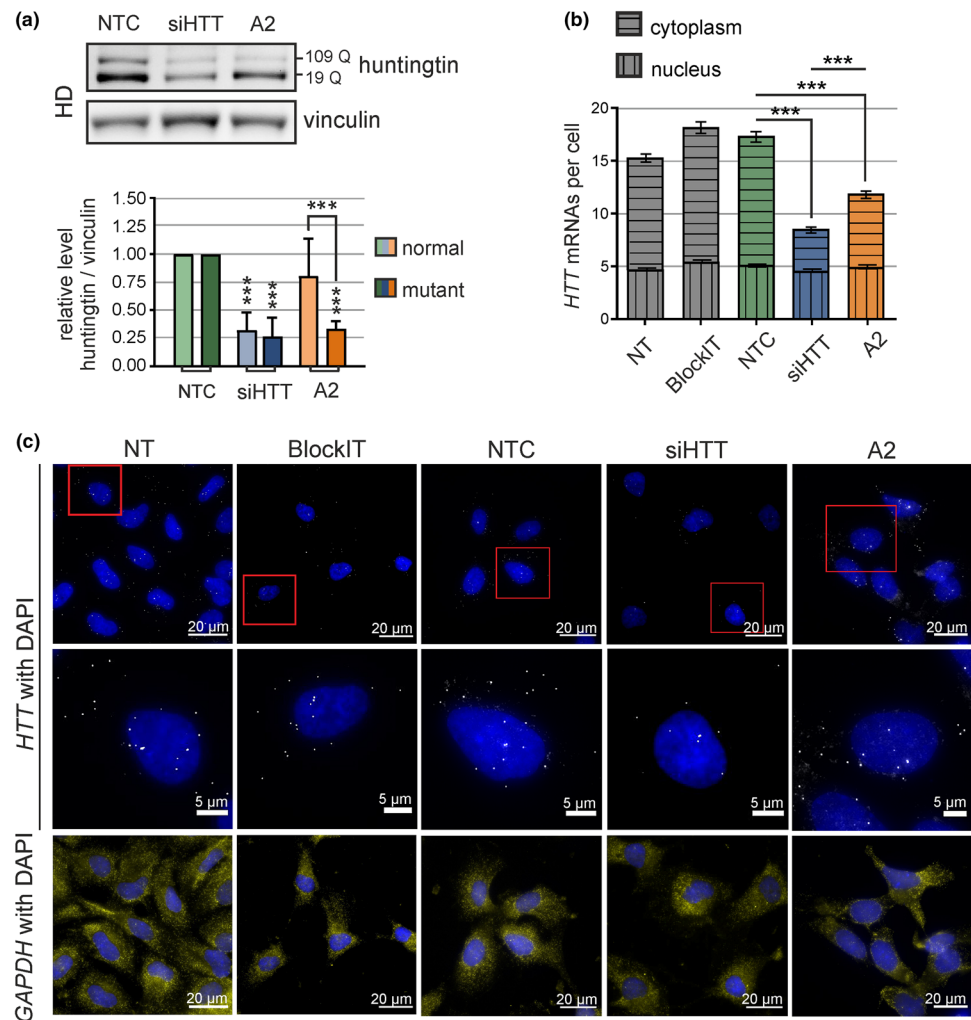 (a)
NTC siHTT A2
HD
109 Q
19 Q
huntingtin
vinculin
relative level
huntingtin / vinculin
1.50
1.00
0.75
0.50
0.25
0.00
***
***
***
***
normal
mutant
NTC siHTT A2
(b)
cytoplasm
nucleus
***
***
***
HTT mRNAs per cell
20
15
10
5
0
NT BlockIT NTC siHTT A2
(c)
NT BlockIT NTC siHTT A2
HTT with DAPI
20 µm 20 µm 20 µm 20 µm 20 µm
5 µm 5 µm 5 µm 5 µm 5 µm
GAPDH with DAPI
20 µm 20 µm 20 µm 20 µm 20 µm